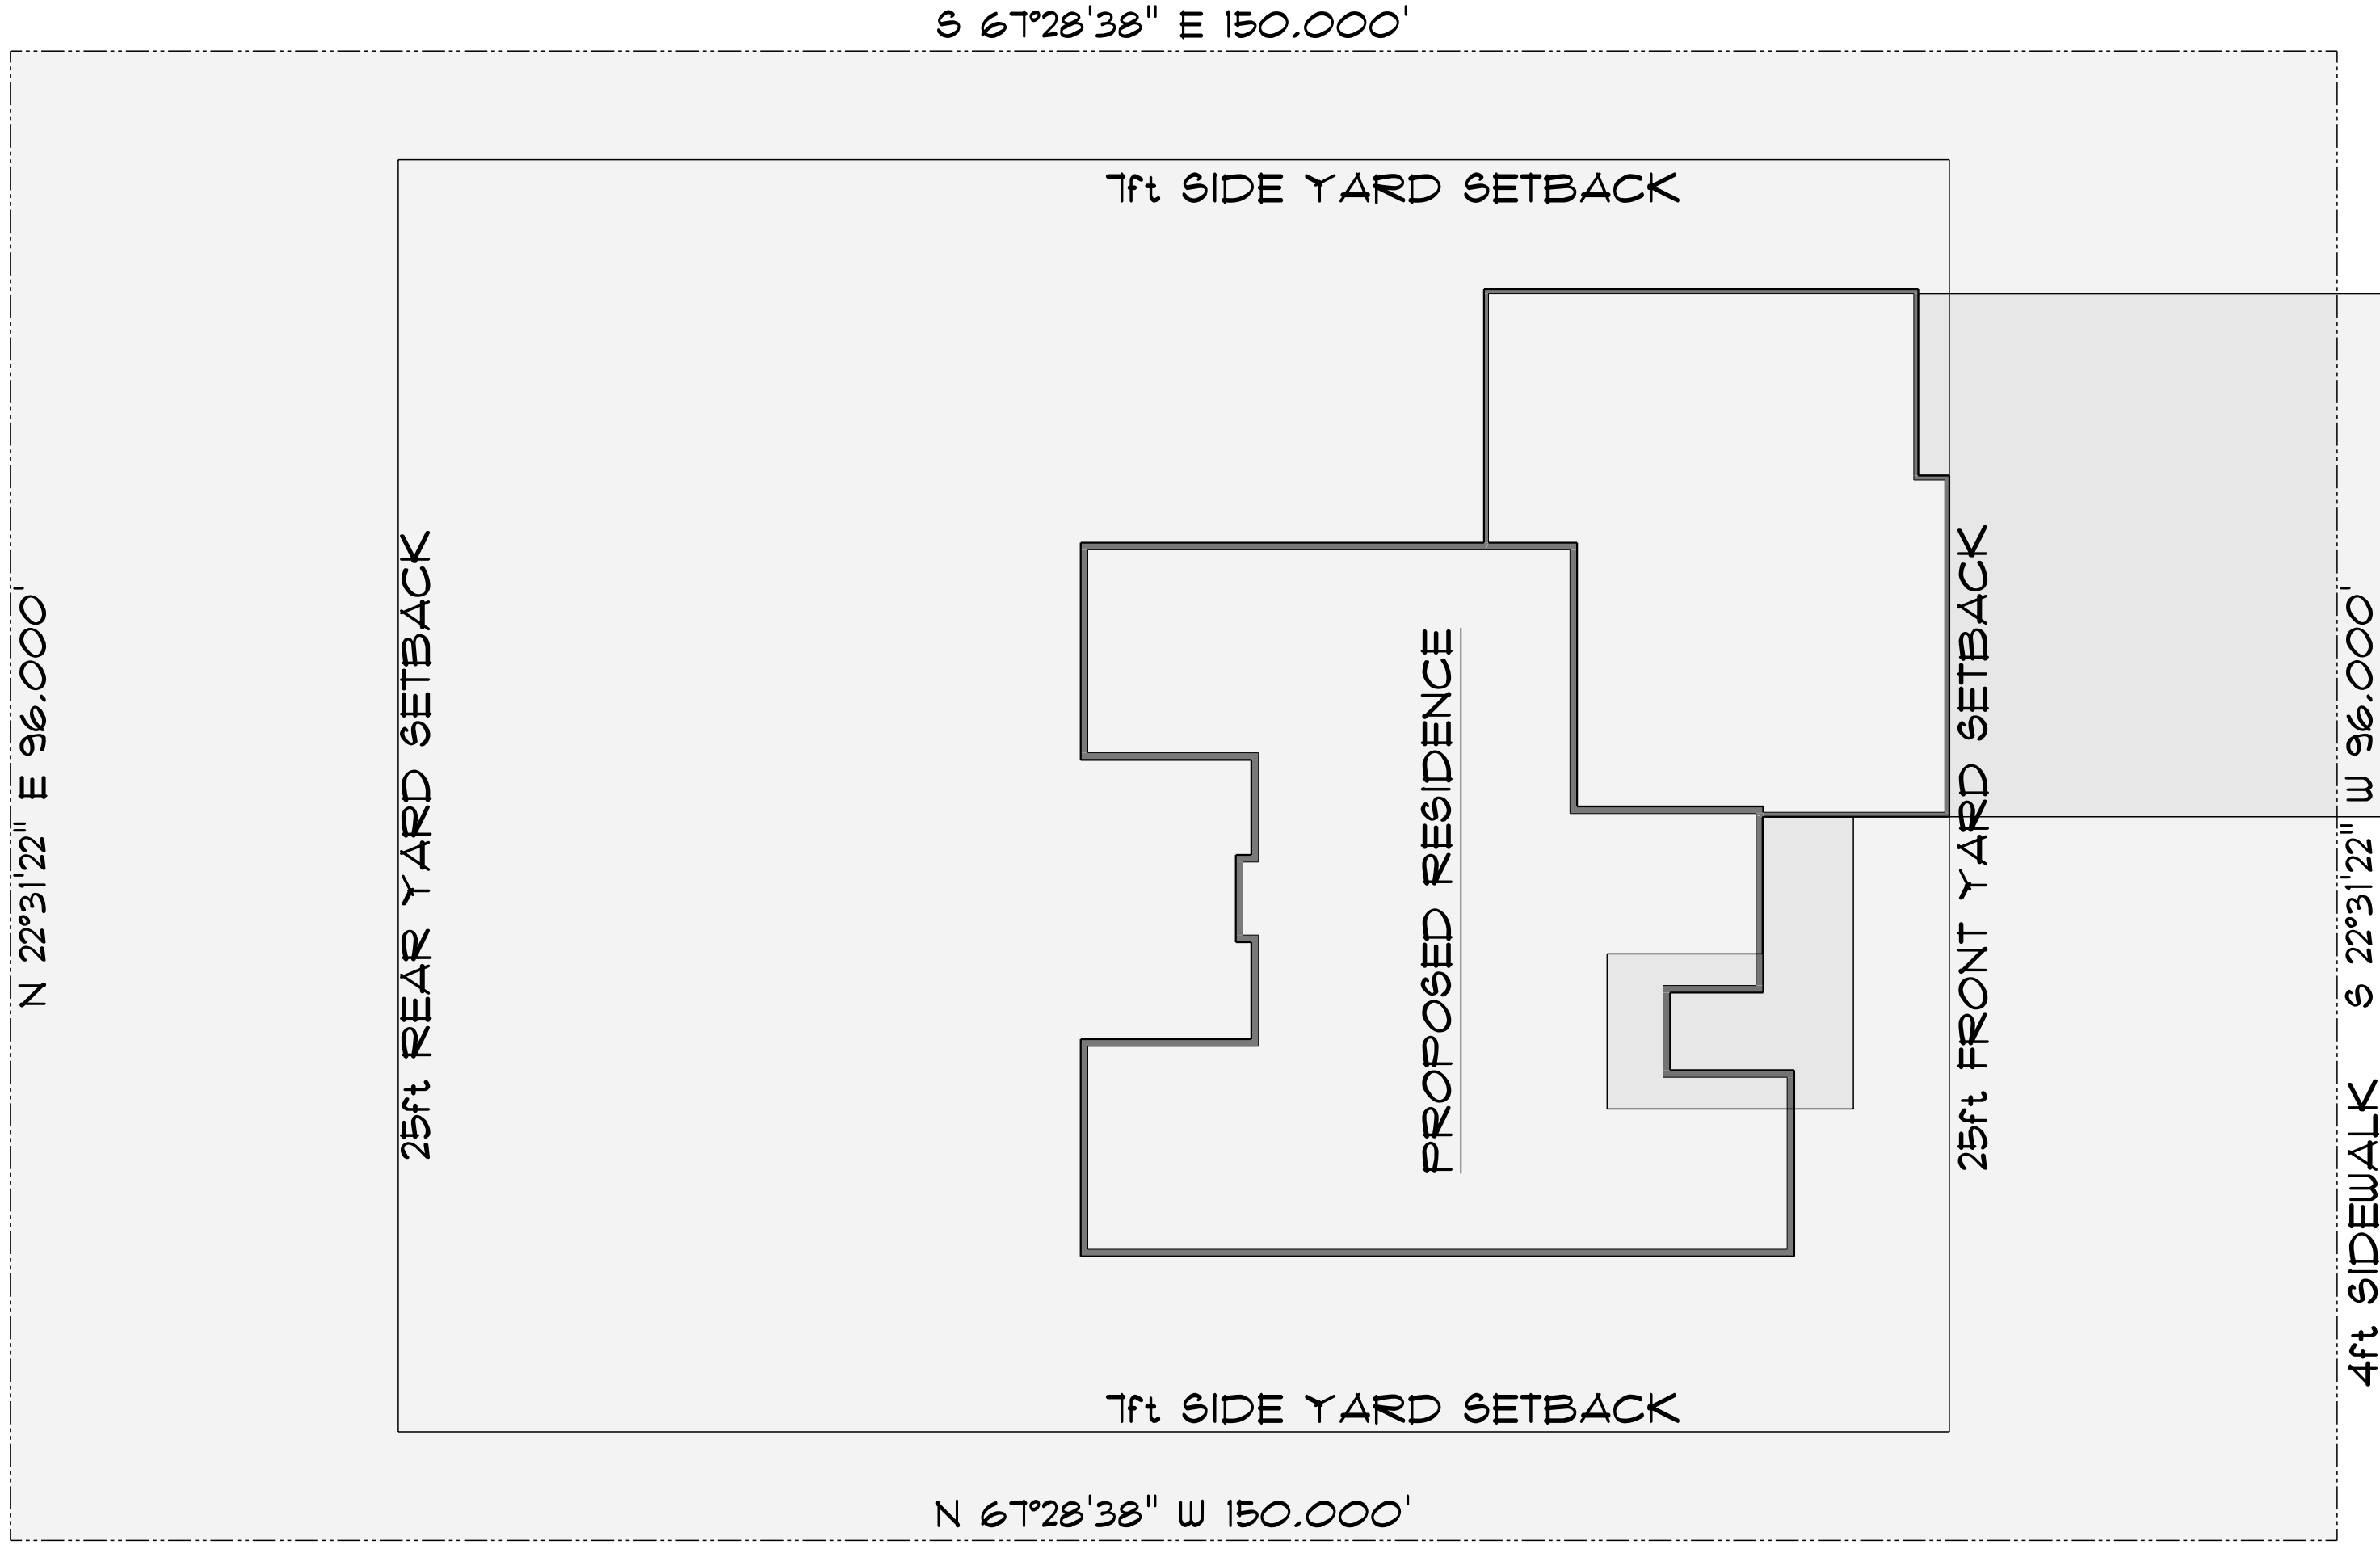 S 67°28'38" E 150.000'
7ft SIDE YARD SETBACK
N 22°31'22" E 96.000'
25ft REAR YARD SETBACK
PROPOSED RESIDENCE
25ft FRONT YARD SETBACK
S 22°31'22" W 96.000'
4ft SIDEWALK
7ft SIDE YARD SETBACK
N 67°28'38" W 150.000'